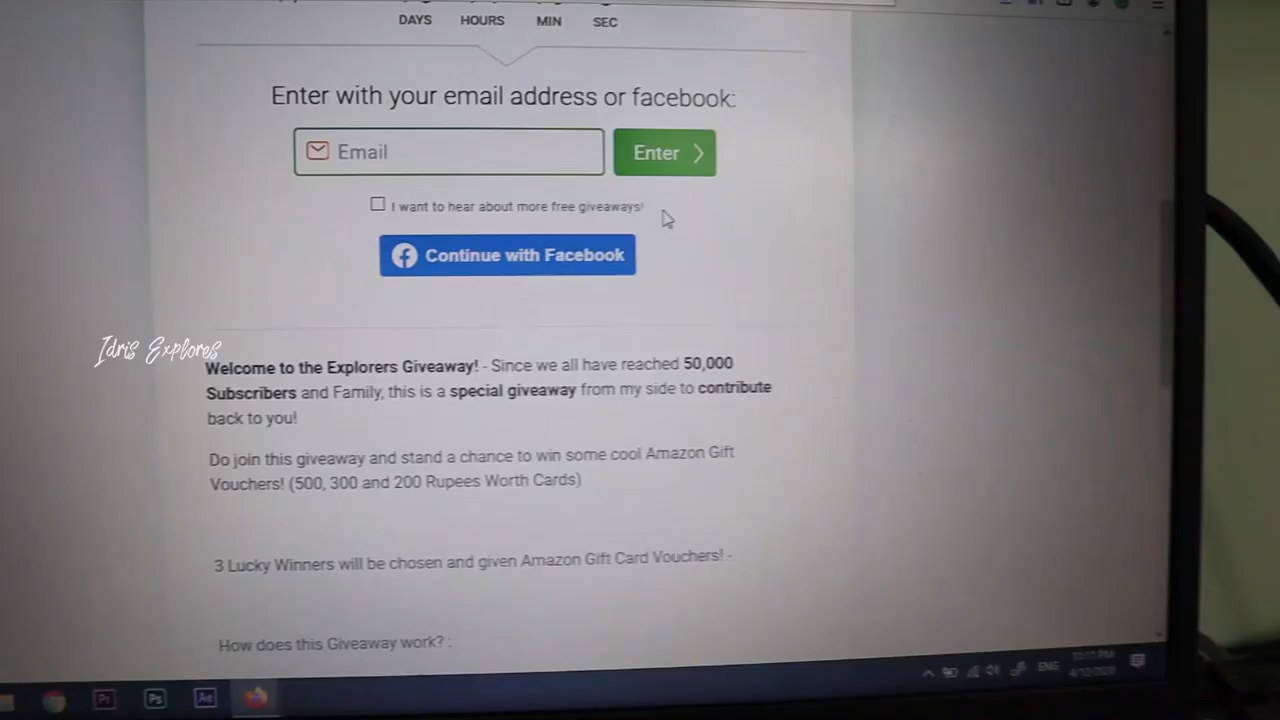 DAYS HOURS MIN SEC
Enter with your email address or facebook:
Email
Enter
I want to hear about more free giveaways!
Continue with Facebook
Idris Explores
Welcome to the Explorers Giveaway! - Since we all have reached 50,000
Subscribers and Family, this is a special giveaway from my side to contribute
back to you!
Do join this giveaway and stand a chance to win some cool Amazon Gift
Vouchers! (500, 300 and 200 Rupees Worth Cards)
3 Lucky Winners will be chosen and given Amazon Gift Card Vouchers! -
How does this Giveaway work? :
ENG
Pr Ps Ae